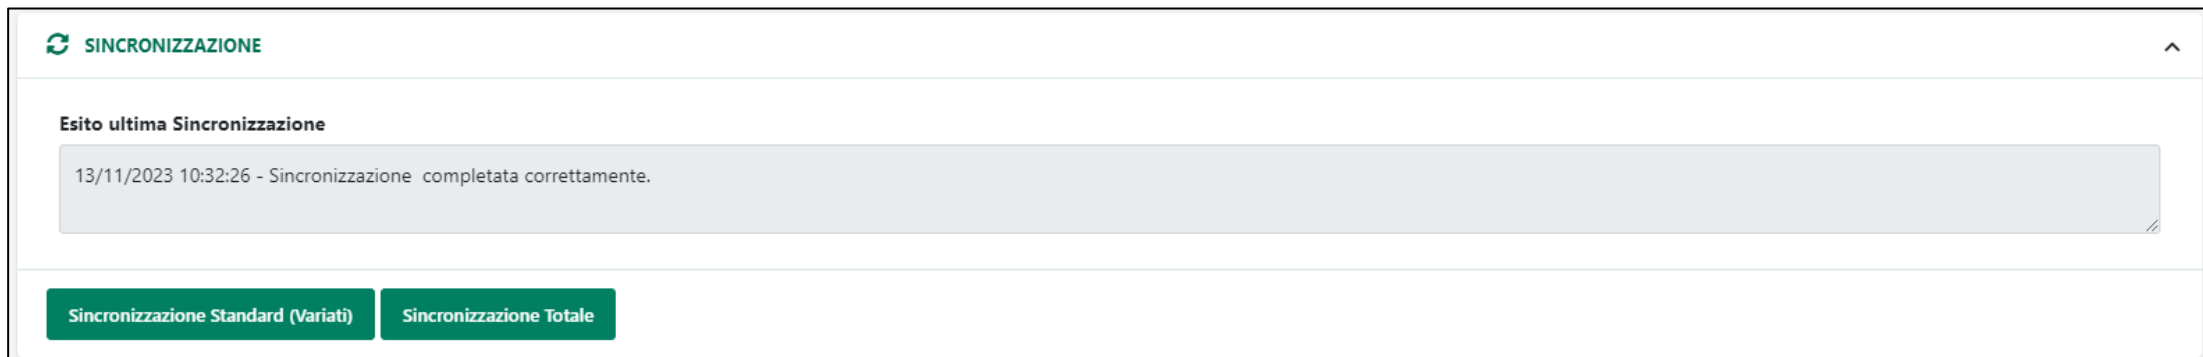 SINCRONIZZAZIONE
Esito ultima Sincronizzazione
13/11/2023 10:32:26 - Sincronizzazione  completata correttamente.
Sincronizzazione Standard (Variati) Sincronizzazione Totale